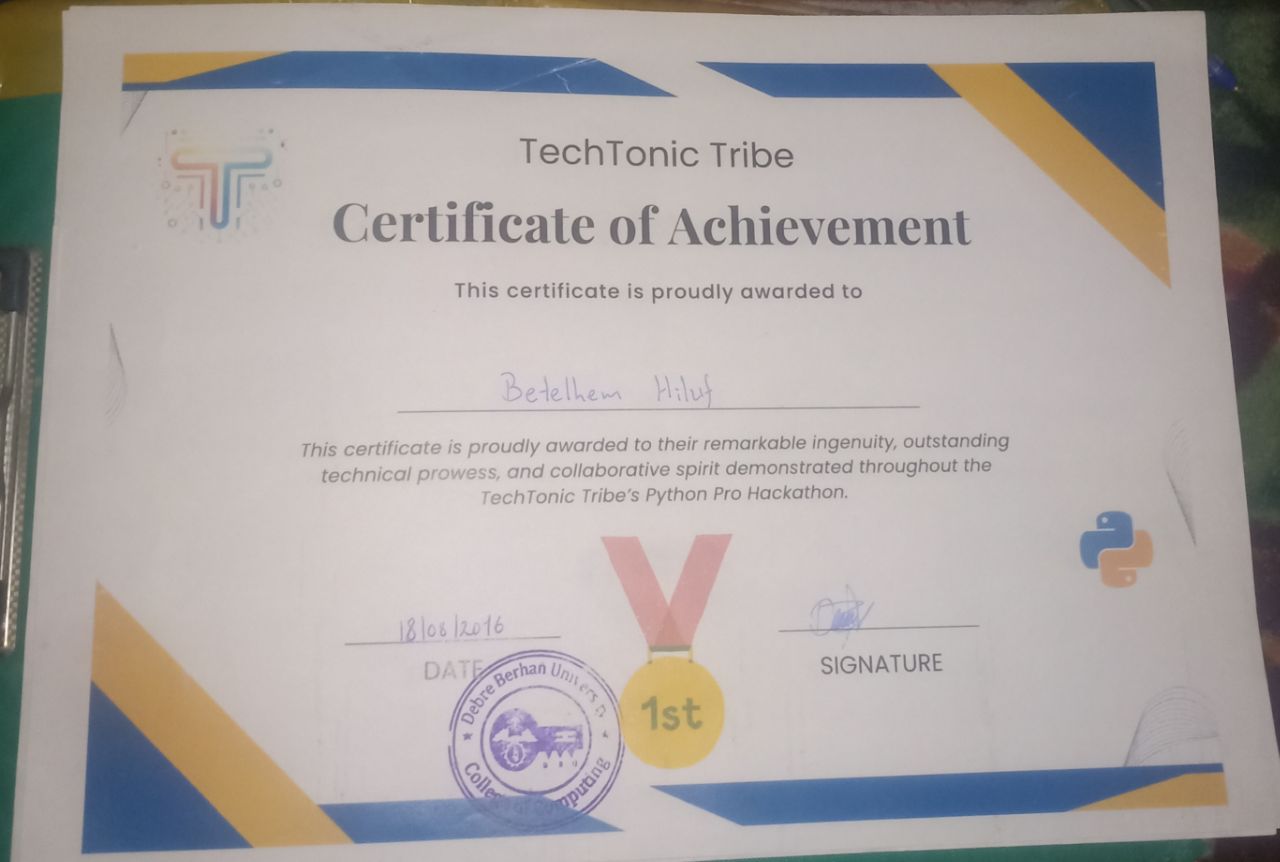 TechTonic Tribe
Certificate of Achievement
This certificate is proudly awarded to
Betelhem Hiluf
This certificate is proudly awarded to their remarkable ingenuity, outstanding
technical prowess, and collaborative spirit demonstrated throughout the
TechTonic Tribe's Python Pro Hackathon.
18/08/2016
DATE
SIGNATURE
1st
Debre Berhan
College of Computing